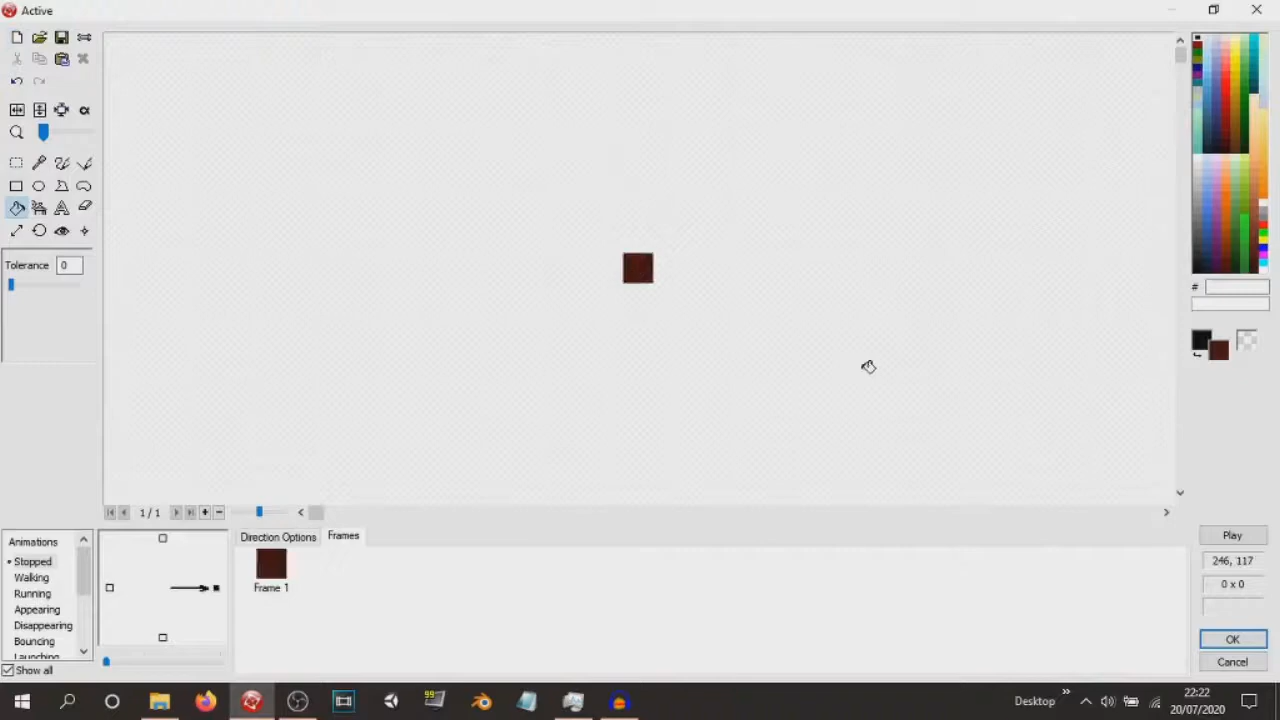 Active
Tolerance 0
#
1 / 1
Animations
Stopped
Walking
Running
Appearing
Disappearing
Bouncing
Launching
Show all
Direction Options Frames
Frame 1
Play
246, 117
0 x 0
OK
Cancel
99
Desktop
22:22
20/07/2020